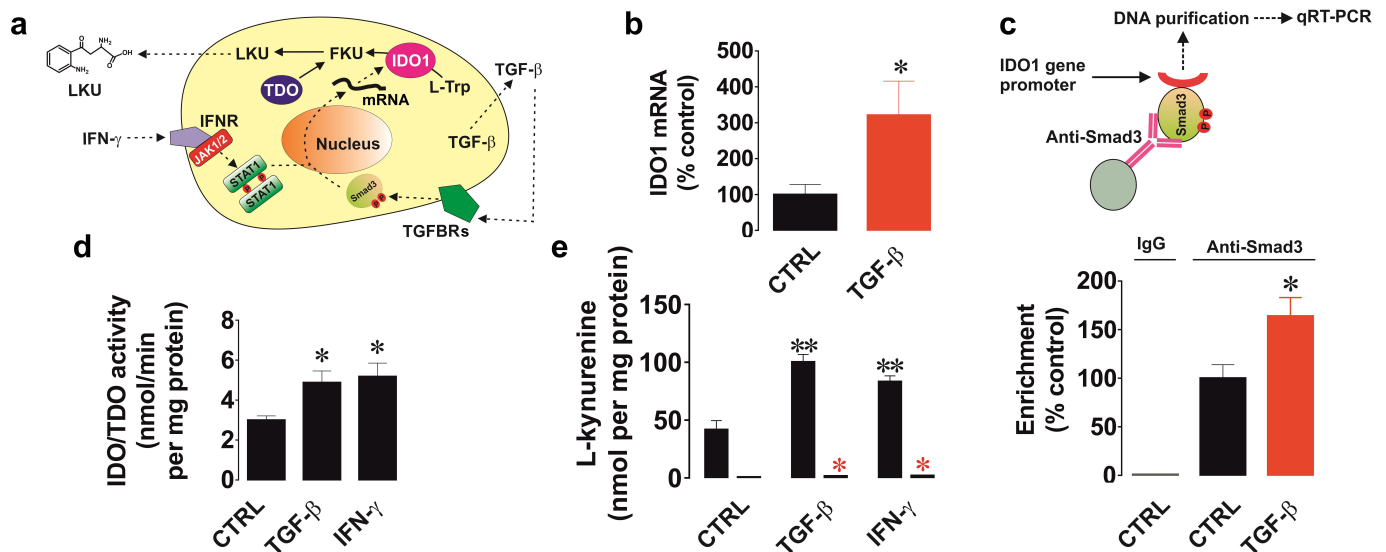 a
NH₂
O
O
OH
NH₂
LKU
LKU
FKU
IDO1
TDO
mRNA
L-Trp
TGF-β
TGF-β
IFN-γ
IFNR
JAK1/2
STAT1
P P
STAT1
Nucleus
Smad3
P P
TGFBRs
b
IDO1 mRNA
(% control)
500
400
300
200
100
0
*
CTRL
TGF-β
c
DNA purification
qRT-PCR
IDO1 gene
promoter
Smad3
P
P
Anti-Smad3
IgG
Anti-Smad3
Enrichment
(% control)
200
150
100
50
0
*
CTRL
CTRL
TGF-β
d
IDO/TDO activity
(nmol/min
per mg protein)
8
6
4
2
0
*
*
CTRL
TGF-β
IFN-γ
e
L-kynurenine
(nmol per mg protein)
150
100
50
0
**
*
**
*
CTRL
TGF-β
IFN-γ